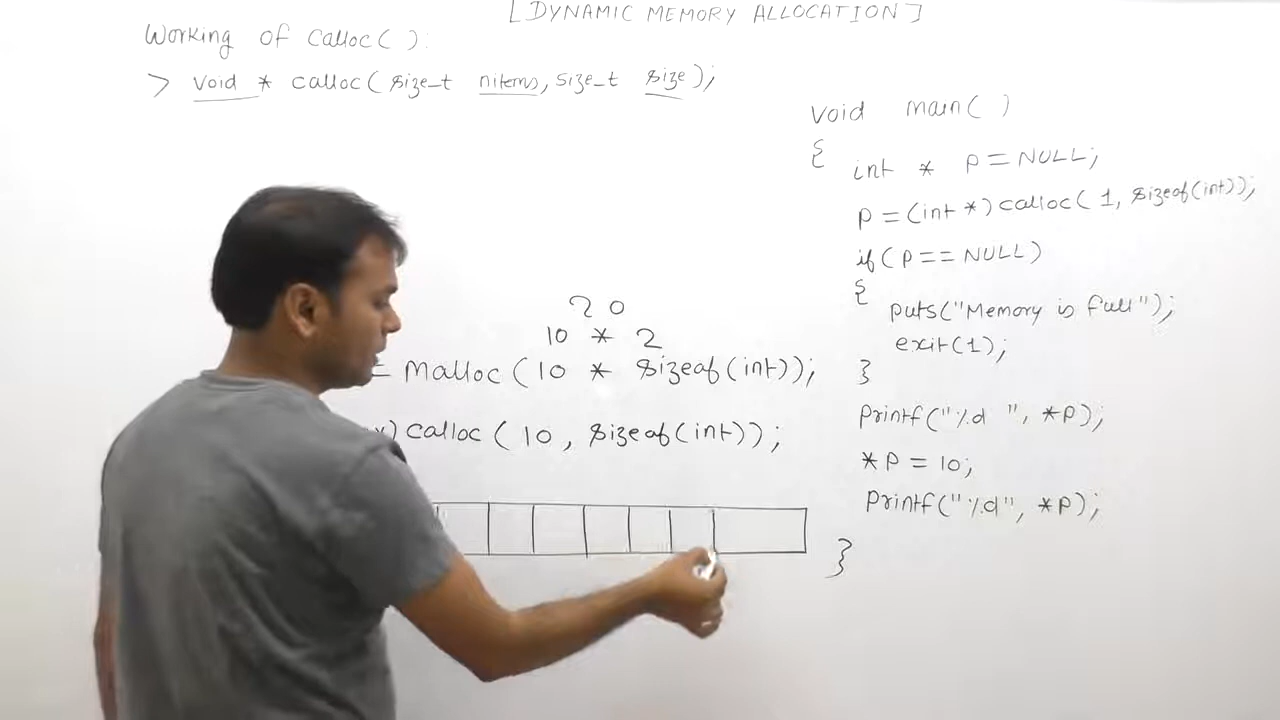 [DYNAMIC MEMORY ALLOCATION]
Working of calloc( ):
> void * calloc(size_t nitems, size_t size);
20
10 * 2
= malloc(10 * sizeof(int));
*)calloc(10, sizeof(int));
void main( )
{
int * p = NULL;
p = (int *)calloc(1, sizeof(int));
if(p == NULL)
{
puts("Memory is full");
exit(1);
}
printf("%d ", *p);
*p = 10;
printf("%d", *p);
}